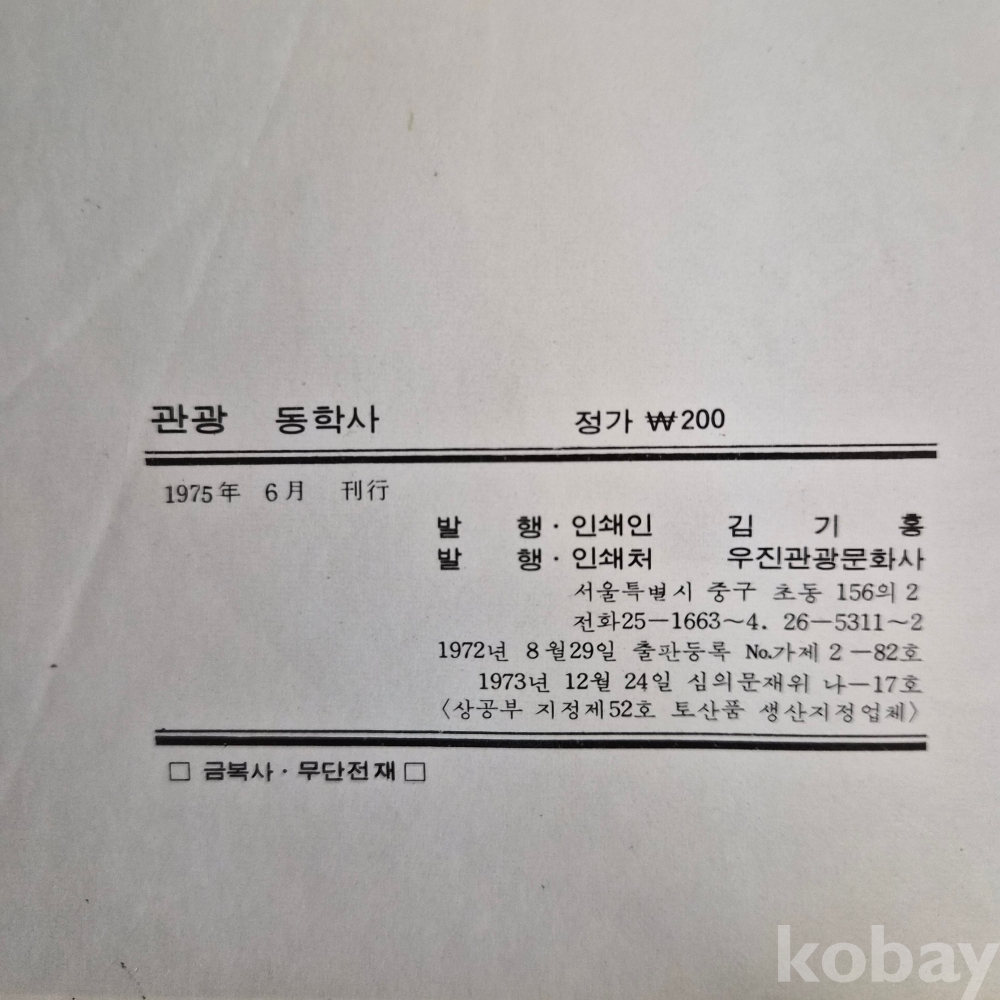 관광 동학사 정가 ₩200
1975年 6月 刊行
발 행·인쇄인 김 기 홍
발 행·인쇄처 우진관광문화사
서울특별시 중구 초동 156의 2
전화25-1663~4. 26-5311~2
1972년 8월29일 출판등록 No.가제 2-82호
1973년 12월 24일 심의문재위 나-17호
〈상공부 지정제52호 토산품 생산지정업체〉
□ 금복사·무단전재 □
kobay